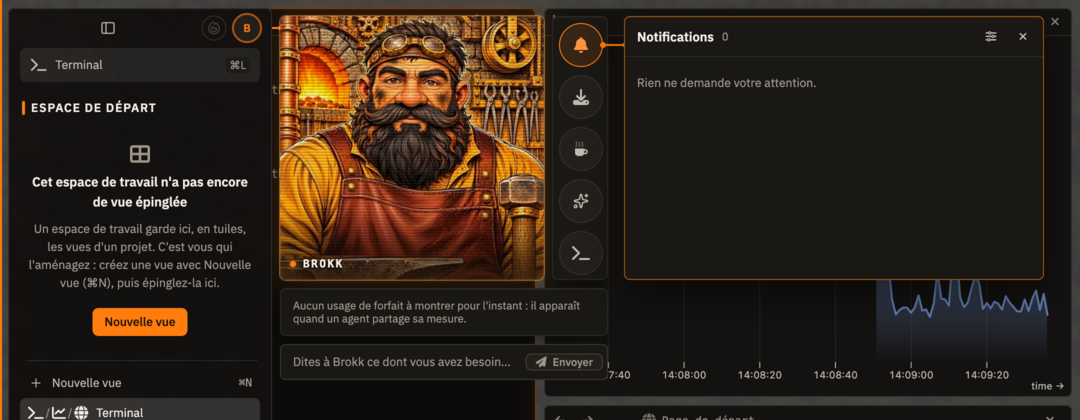 B
Terminal
⌘L
ESPACE DE DÉPART
Cet espace de travail n'a pas encore
de vue épinglée
Un espace de travail garde ici, en tuiles,
les vues d'un projet. C'est vous qui
l'aménagez : créez une vue avec Nouvelle
vue (⌘N), puis épinglez-la ici.
Nouvelle vue
Nouvelle vue
⌘N
Terminal
BROKK
Aucun usage de forfait à montrer pour l'instant : il apparaît
quand un agent partage sa mesure.
Dites à Brokk ce dont vous avez besoin…
Envoyer
Notifications 0
Rien ne demande votre attention.
7:40
14:08:00
14:08:20
14:08:40
14:09:00
14:09:20
time →